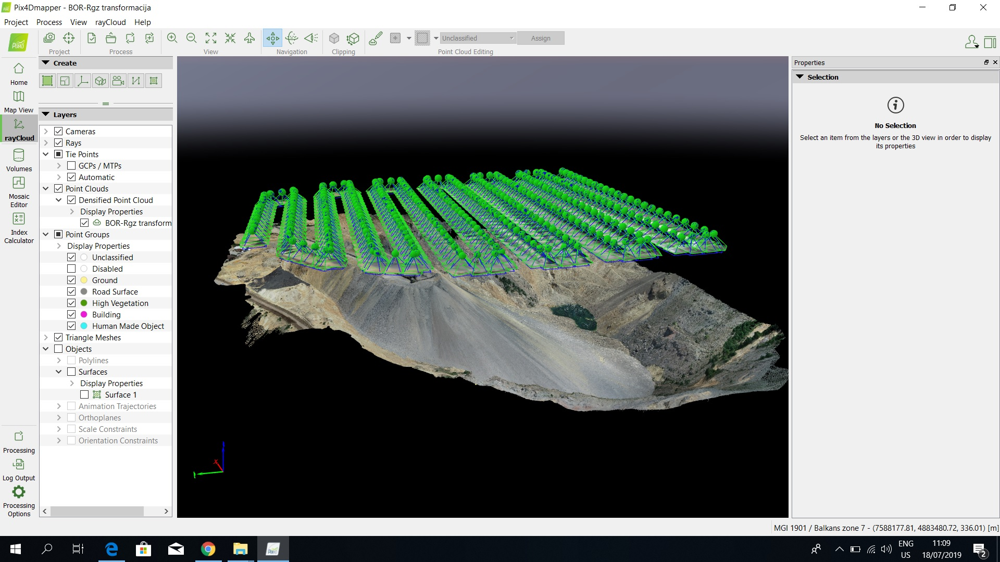 Pix4Dmapper - BOR-Rgz transformacija
Project Process View rayCloud Help
PIX4D
Project
Process
View
Navigation
Clipping
Unclassified
Assign
Point Cloud Editing
Home
Map View
rayCloud
Volumes
Mosaic
Editor
Index
Calculator
Processing
Log Output
Processing
Options
Create
Layers
Cameras
Rays
Tie Points
GCPs / MTPs
Automatic
Point Clouds
Densified Point Cloud
Display Properties
BOR-Rgz transform
Point Groups
Display Properties
Unclassified
Disabled
Ground
Road Surface
High Vegetation
Building
Human Made Object
Triangle Meshes
Objects
Polylines
Surfaces
Display Properties
Surface 1
Animation Trajectories
Orthoplanes
Scale Constraints
Orientation Constraints
X
Properties
Selection
No Selection
Select an item from the layers or the 3D view in order to display
its properties
MGI 1901 / Balkans zone 7 - (7588177.81, 4883480.72, 336.01) [m]
ENG
US
11:09
18/07/2019
2